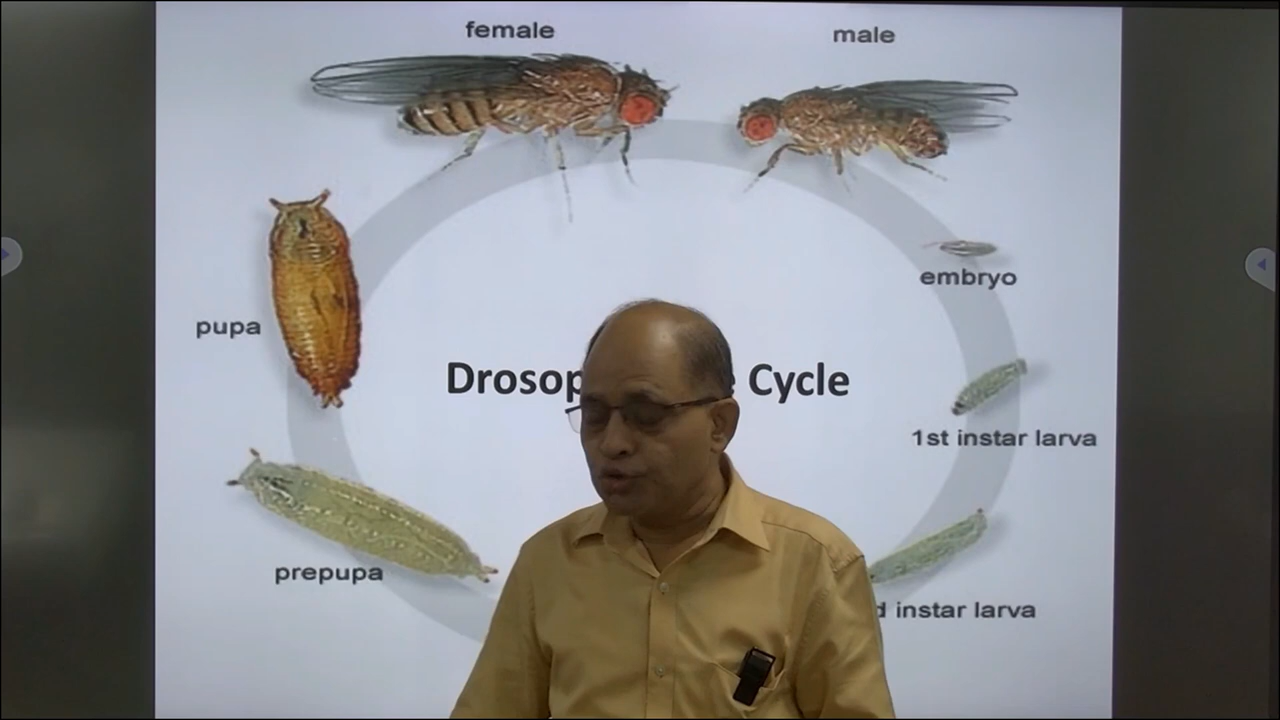 female
male
embryo
pupa
Drosop Cycle
1st instar larva
prepupa
d instar larva